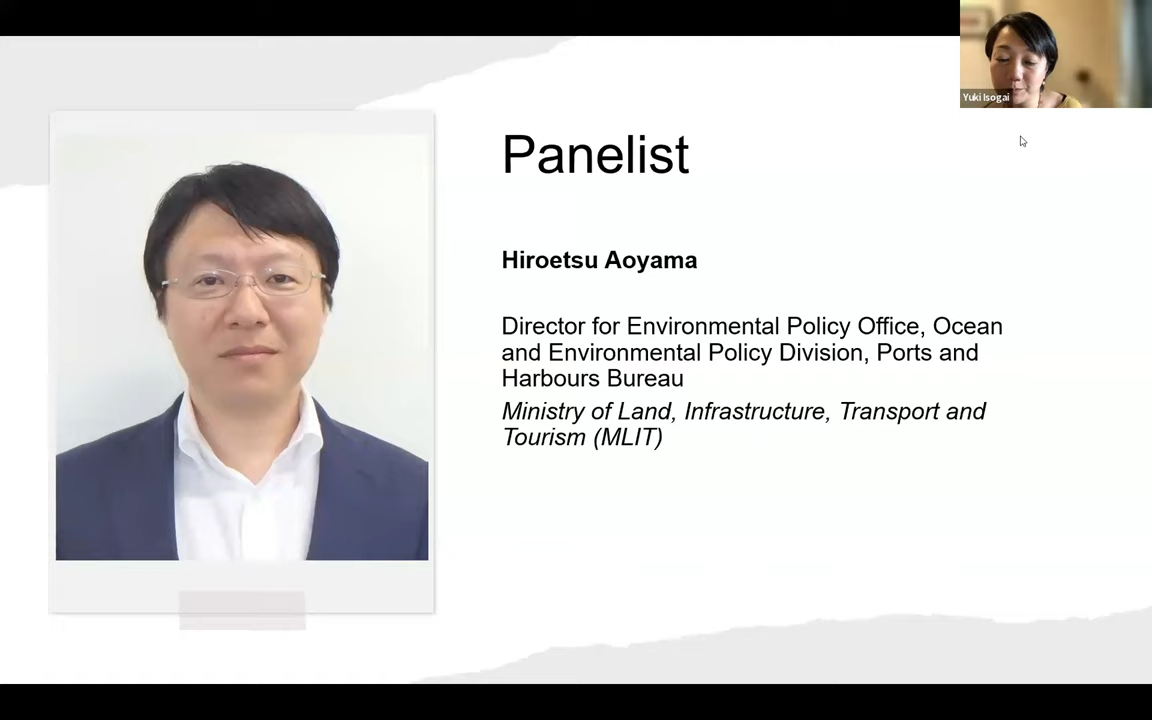 Yuki Isogai
Panelist
Hiroetsu Aoyama
Director for Environmental Policy Office, Ocean
and Environmental Policy Division, Ports and
Harbours Bureau
Ministry of Land, Infrastructure, Transport and
Tourism (MLIT)